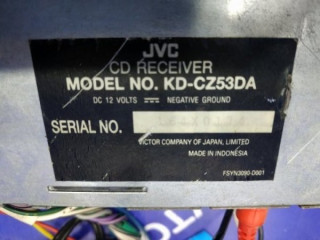 JVC
CD RECEIVER
MODEL NO. KD-CZ53DA
DC 12 VOLTS NEGATIVE GROUND
SERIAL NO.
VICTOR COMPANY OF JAPAN, LIMITED
MADE IN INDONESIA
FSYN3090-D001